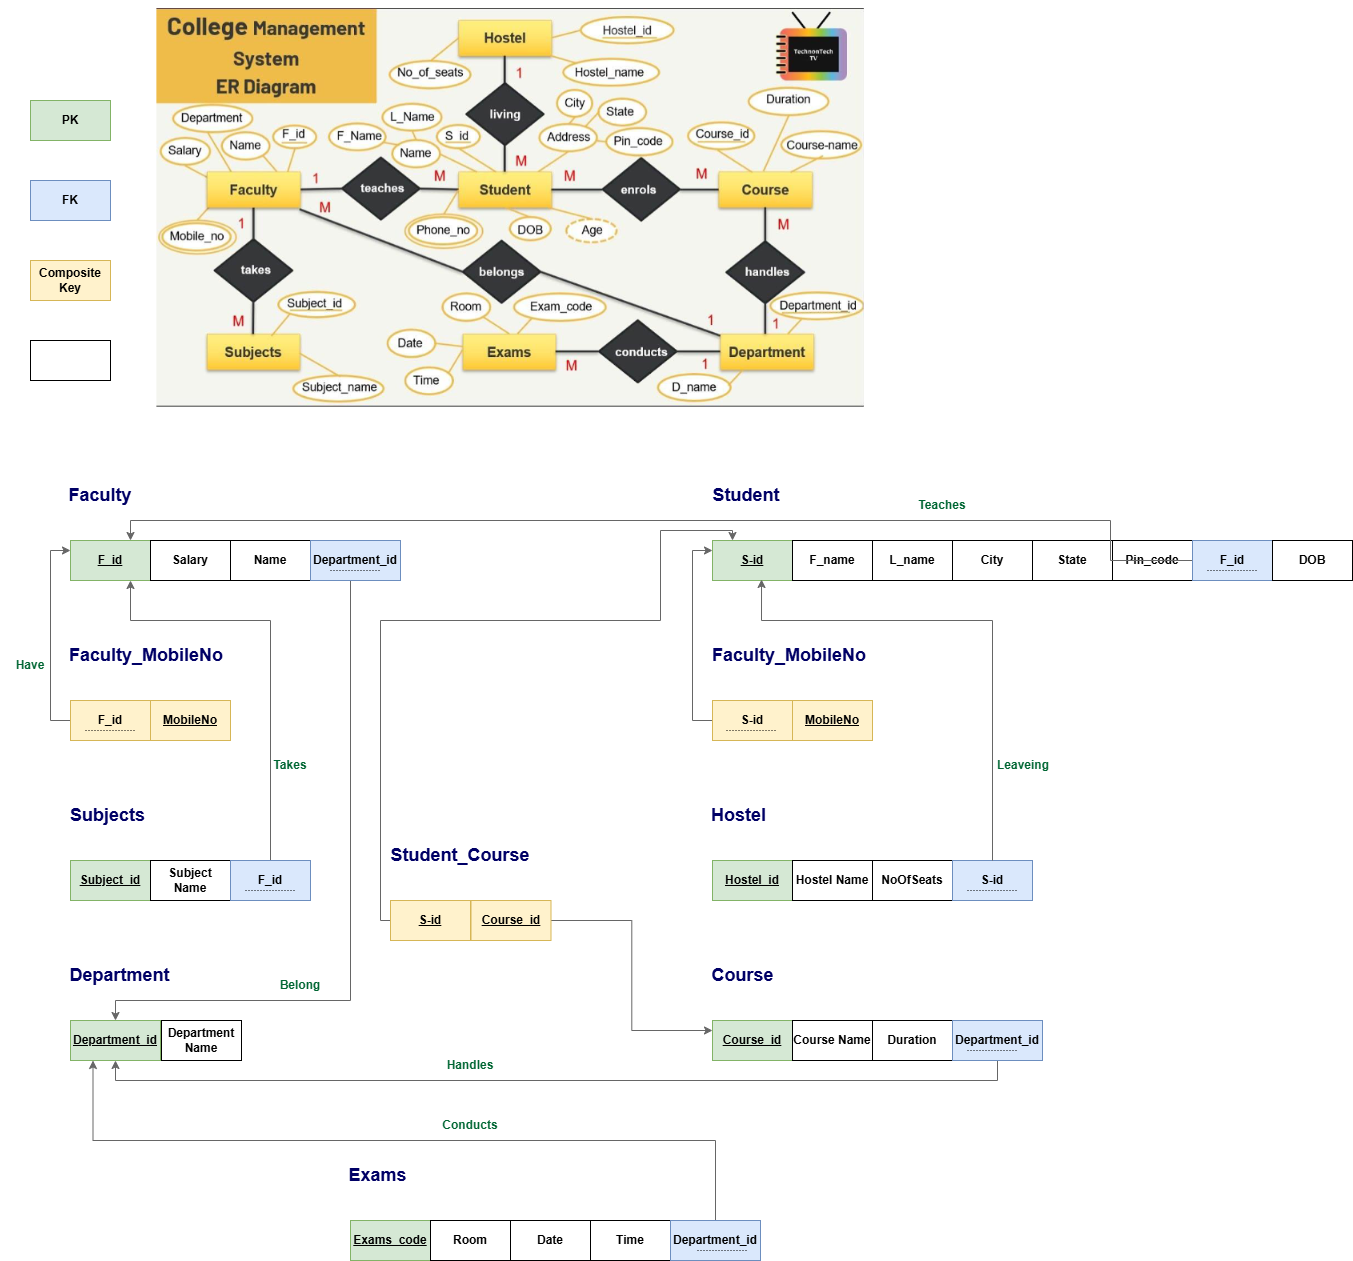 College Management
System
ER Diagram
TechnonTech
TV
PK
FK
Composite
Key
Hostel
Hostel_id
No_of_seats
Hostel_name
1
living
M
Department
Salary
Name
F_id
Faculty
Mobile_no
1
teaches
M
L_Name
F_Name
Name
S_id
City
State
Address
Pin_code
Student
Phone_no
DOB
Age
M
enrols
M
Duration
Course_id
Course-name
Course
M
handles
1
Department_id
M
belongs
1
1
takes
M
Subject_id
Subjects
Subject_name
Room
Exam_code
Date
Time
Exams
M
conducts
1
Department
D_name
Faculty
F_id Salary Name Department_id
Student
Teaches
S-id F_name L_name City State Pin_code F_id DOB
Have
Faculty_MobileNo
F_id MobileNo
Faculty_MobileNo
S-id MobileNo
Takes
Leaveing
Subjects
Subject_id Subject
Name F_id
Student_Course
S-id Course_id
Hostel
Hostel_id Hostel Name NoOfSeats S-id
Department
Belong
Department_id Department
Name
Course
Course_id Course Name Duration Department_id
Handles
Conducts
Exams
Exams_code Room Date Time Department_id